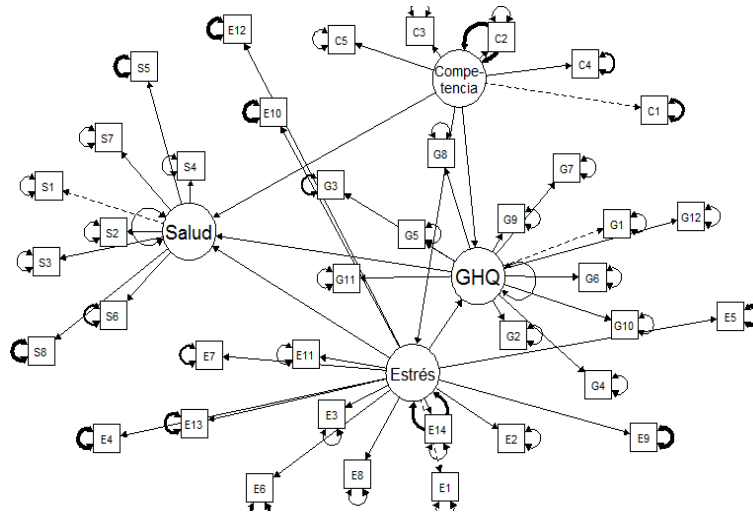 C3
C2
E12
C5
S5
Compe-
tencia
C4
E10
C1
S7
G8
S4
G7
S1
G3
G9
G1
G12
S2
Salud
G5
S3
GHQ
G11
G6
S6
E5
G10
G2
S8
E7
E11
Estrés
G4
E3
E13
E14
E4
E2
E9
E8
E6
E1